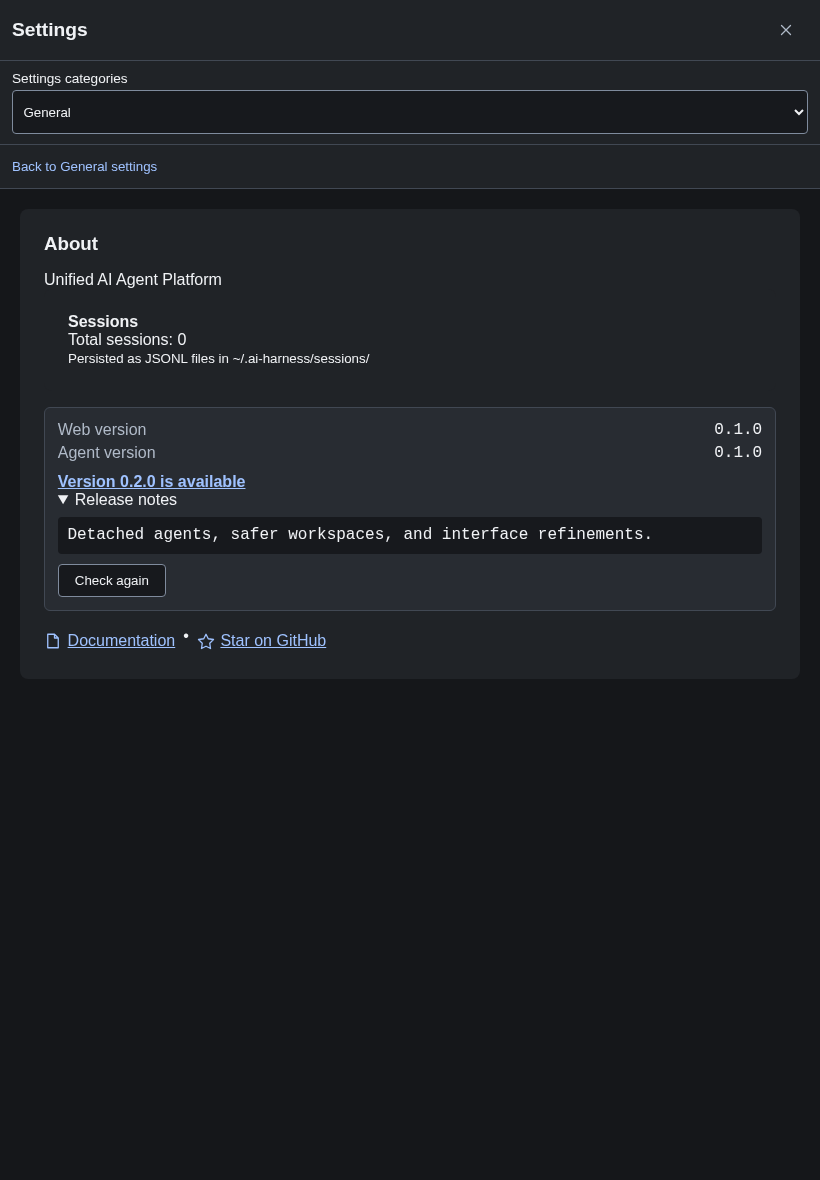 Settings
Settings categories
General
Back to General settings
About
Unified AI Agent Platform
Sessions
Total sessions: 0
Persisted as JSONL files in ~/.ai-harness/sessions/
Web version 0.1.0
Agent version 0.1.0
Version 0.2.0 is available
Release notes
Detached agents, safer workspaces, and interface refinements.
Check again
Documentation • Star on GitHub